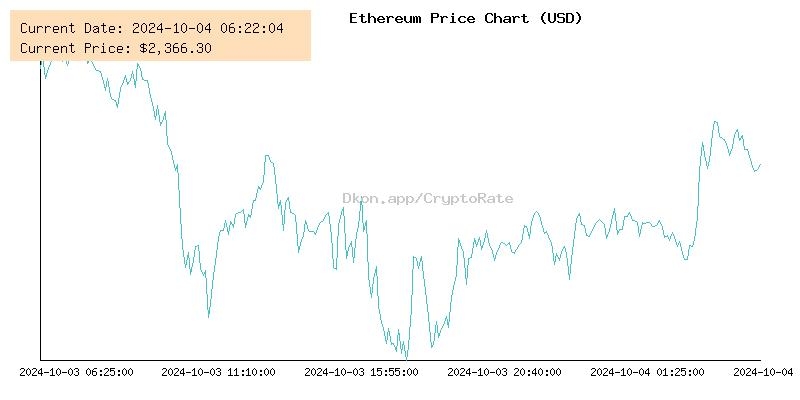 Ethereum Price Chart (USD)
Current Date: 2024-10-04 06:22:04
Current Price: $2,366.30
Dkon.app/CryptoRate
2024-10-03 06:25:00
2024-10-03 11:10:00
2024-10-03 15:55:00
2024-10-03 20:40:00
2024-10-04 01:25:00
2024-10-04